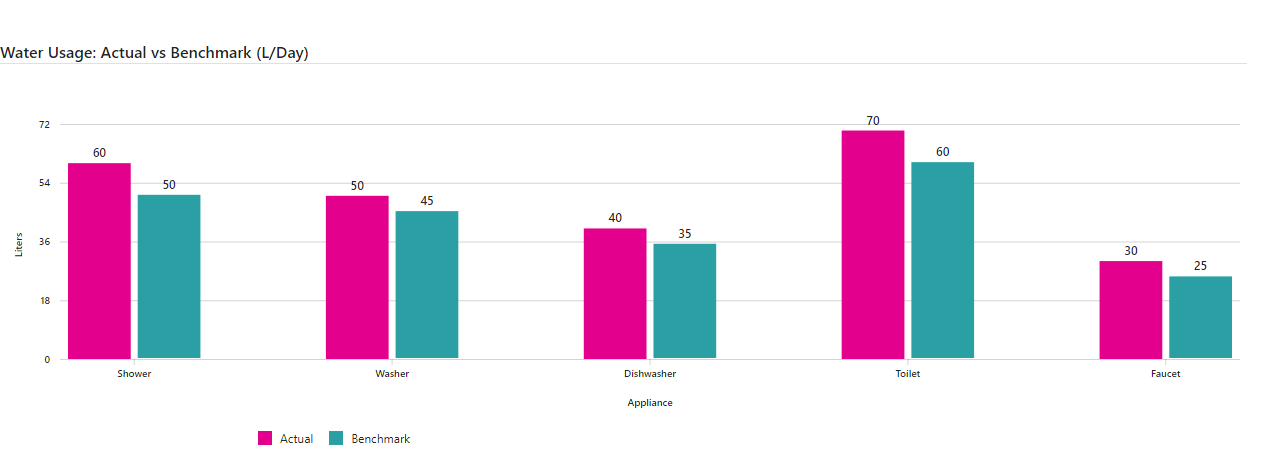 Water Usage: Actual vs Benchmark (L/Day)
72
54
36
18
0
Liters
60
50
50
45
40
35
70
60
30
25
Shower
Washer
Dishwasher
Toilet
Faucet
Appliance
Actual
Benchmark